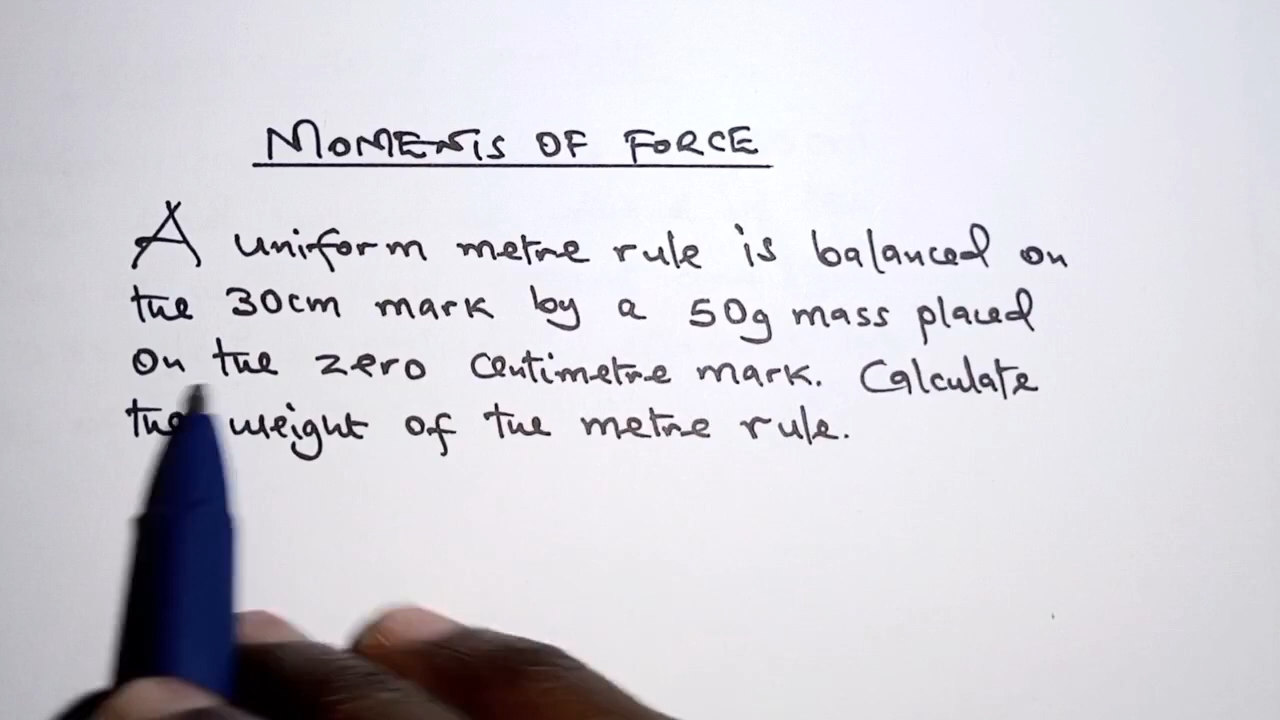 MOMENTS OF FORCE
A uniform metre rule is balanced on
the 30cm mark by a 50g mass placed
on the zero centimetre mark. Calculate
the weight of the metre rule.